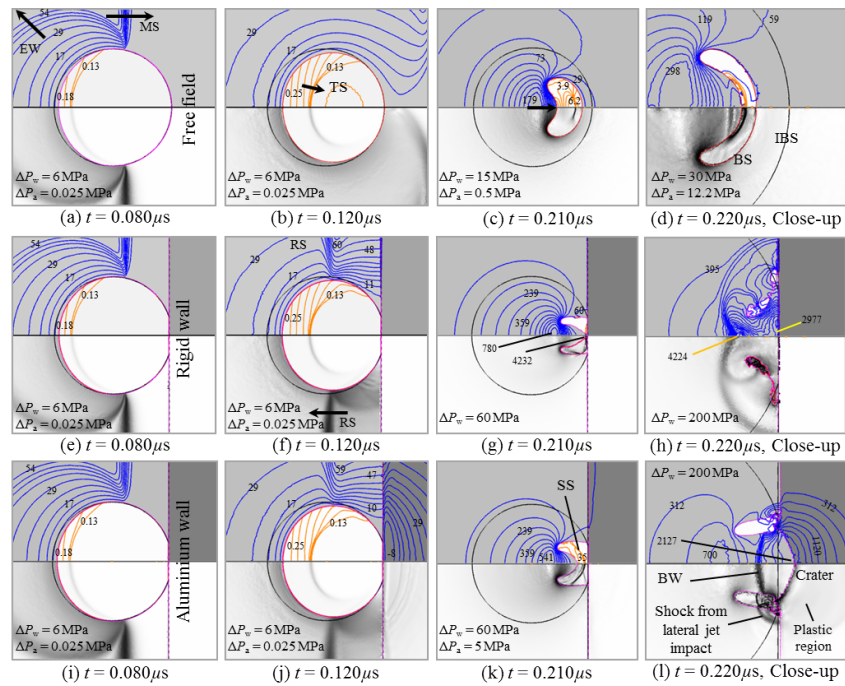 54
MS
EW
29
17
0.13
0.18
Free field
ΔPw = 6 MPa
ΔPa = 0.025 MPa
(a) t = 0.080μs
29
17
0.13
0.25
TS
ΔPw = 6 MPa
ΔPa = 0.025 MPa
(b) t = 0.120μs
73
29
3.9
179
6.2
ΔPw = 15 MPa
ΔPa = 0.5 MPa
(c) t = 0.210μs
119
59
298
IBS
BS
ΔPw = 30 MPa
ΔPa = 12.2 MPa
(d) t = 0.220μs, Close-up
54
29
17
0.13
0.18
Rigid wall
ΔPw = 6 MPa
ΔPa = 0.025 MPa
(e) t = 0.080μs
RS
60
48
29
17
11
0.13
0.25
ΔPw = 6 MPa
ΔPa = 0.025 MPa
RS
(f) t = 0.120μs
239
60
359
780
4232
ΔPw = 60 MPa
(g) t = 0.210μs
395
2977
4224
ΔPw = 200 MPa
(h) t = 0.220μs, Close-up
54
29
17
0.13
0.18
Aluminium wall
ΔPw = 6 MPa
ΔPa = 0.025 MPa
(i) t = 0.080μs
59
47
29
17
19
29
0.13
0.25
-8
ΔPw = 6 MPa
ΔPa = 0.025 MPa
(j) t = 0.120μs
SS
239
359
541
35
ΔPw = 60 MPa
ΔPa = 5 MPa
(k) t = 0.210μs
ΔPw = 200 MPa
312
312
2127
700
1120
BW
Crater
Shock from
lateral jet
impact
Plastic
region
(l) t = 0.220μs, Close-up